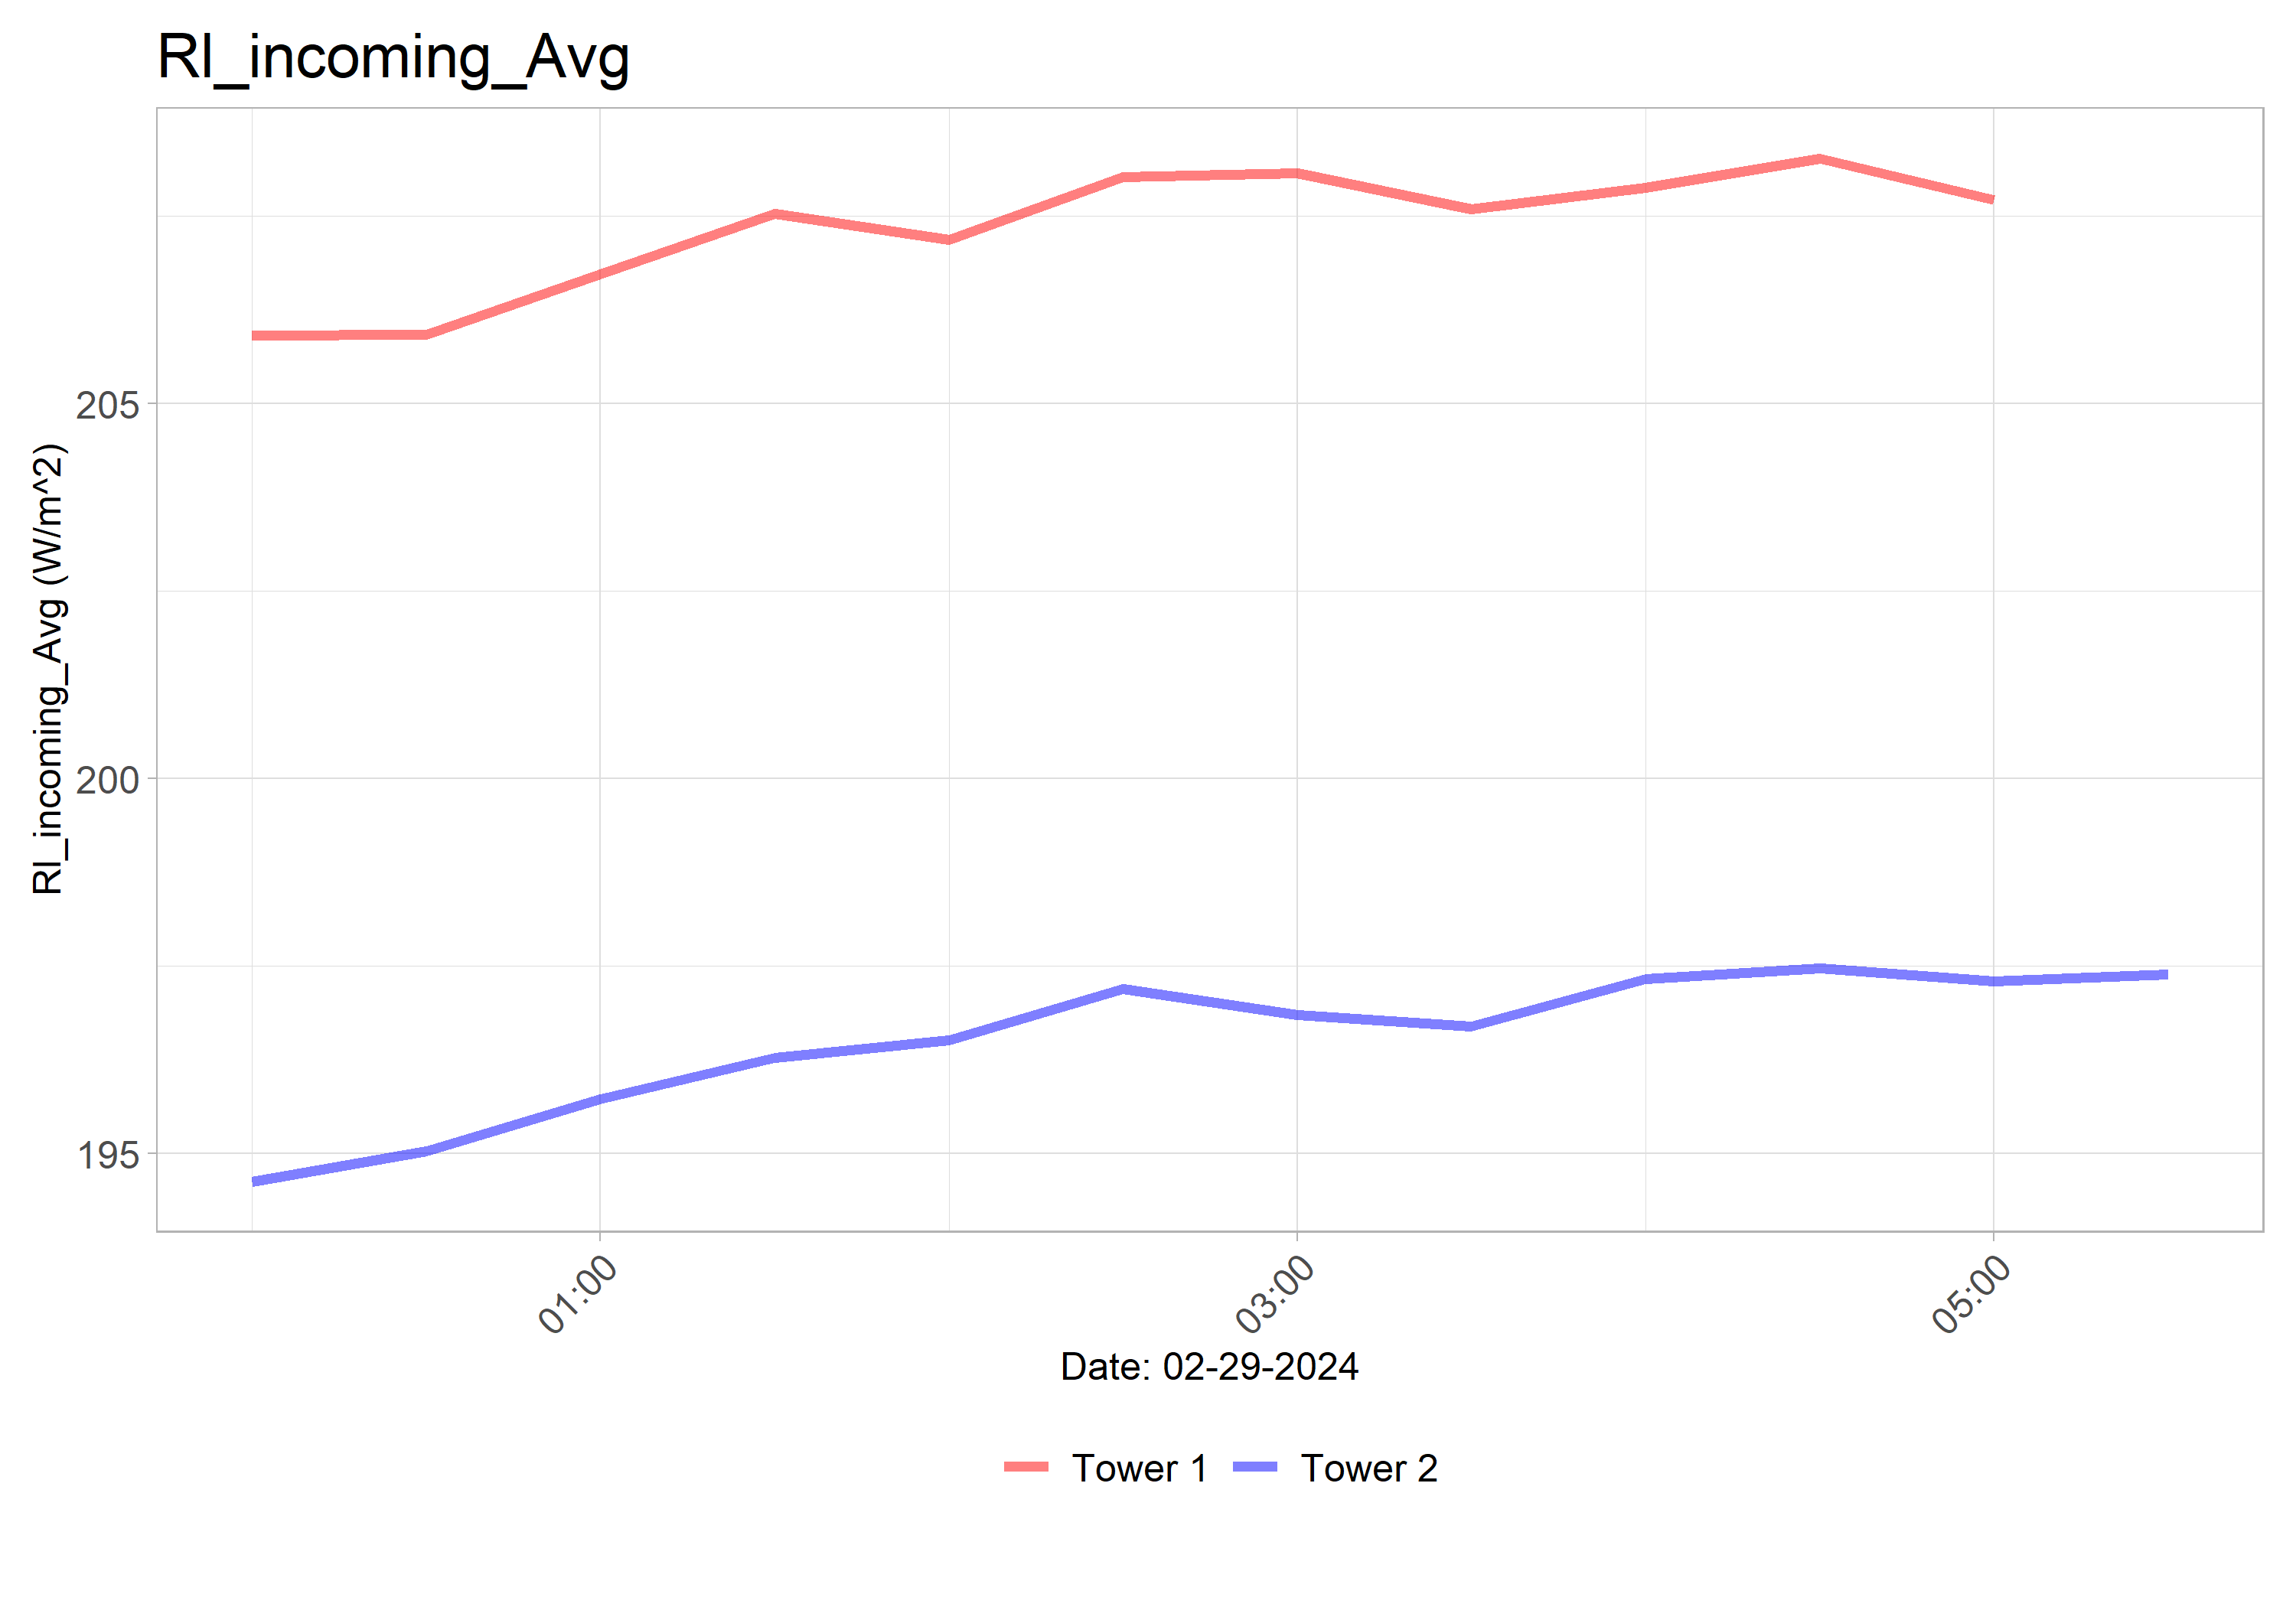 Rl_incoming_Avg
Rl_incoming_Avg (W/m^2)
205
200
195
01:00
03:00
05:00
Date: 02-29-2024
Tower 1
Tower 2